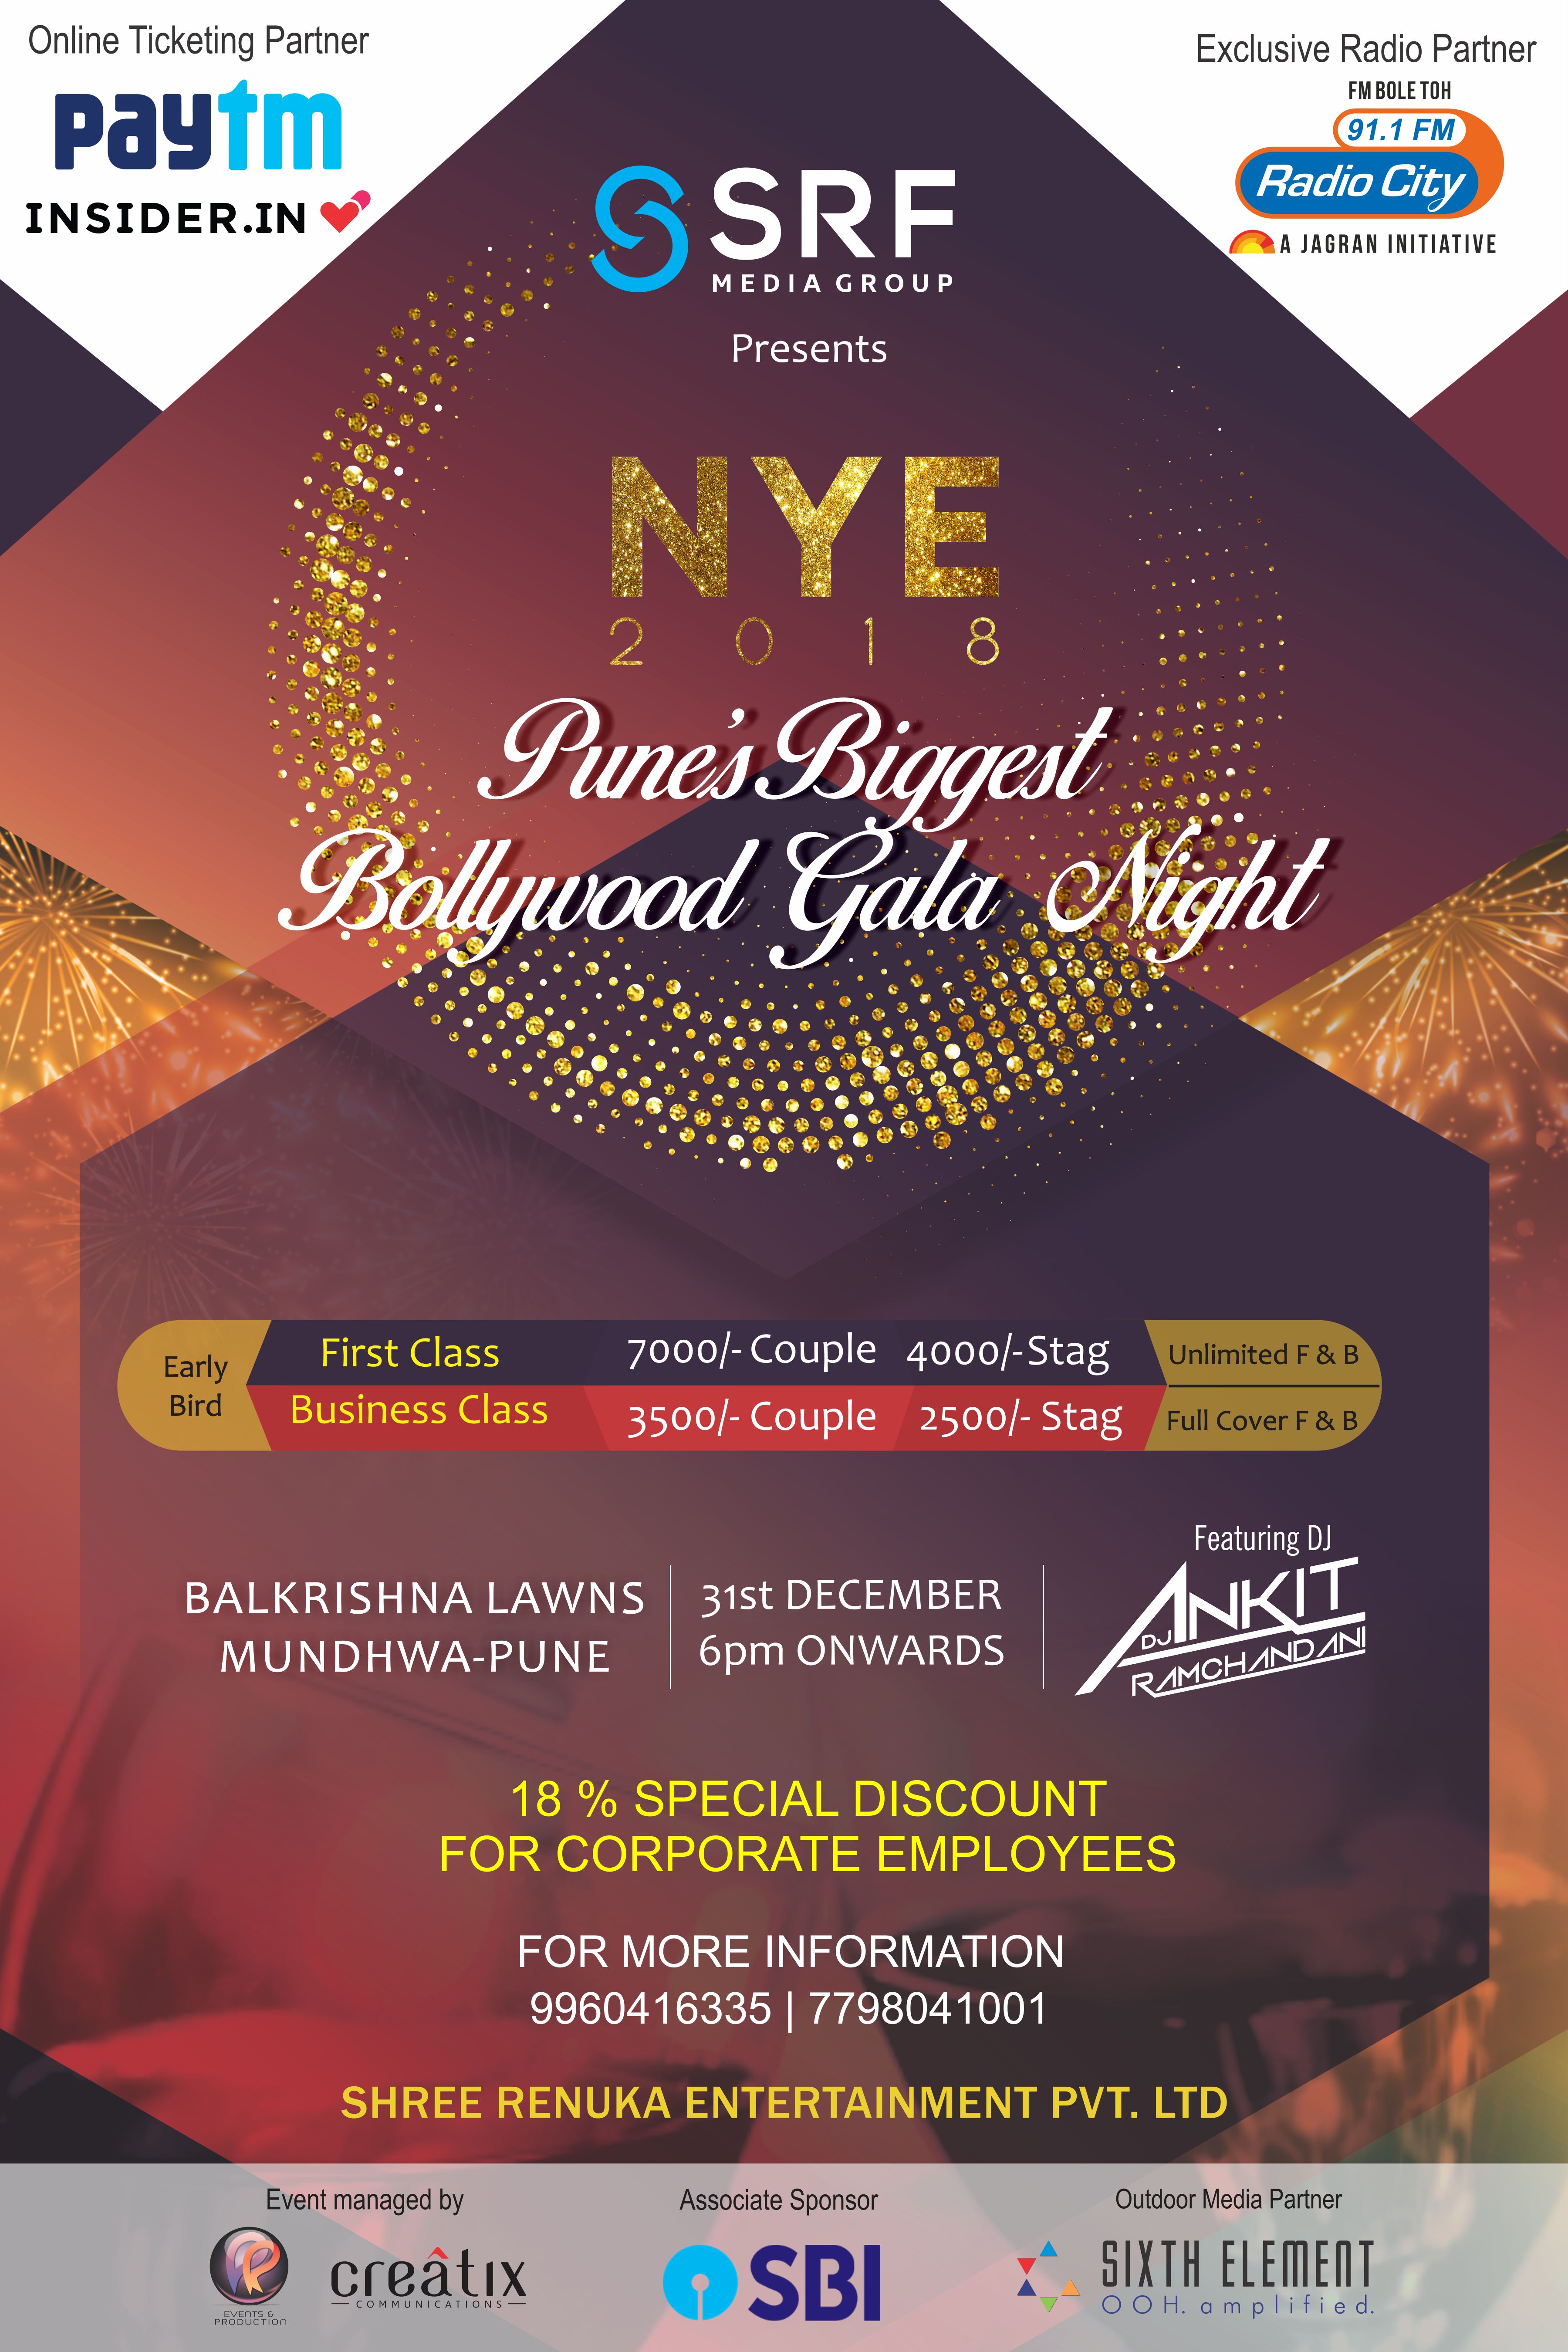 Online Ticketing Partner
paytm
INSIDER.IN
Exclusive Radio Partner
FM BOLE TOH
91.1 FM
Radio City
A JAGRAN INITIATIVE
SRF
MEDIA GROUP
Presents
NYE
2018
Pune's Biggest
Bollywood Gala Night
Early
Bird
First Class 7000/- Couple 4000/-Stag Unlimited F & B
Business Class 3500/- Couple 2500/- Stag Full Cover F & B
BALKRISHNA LAWNS
MUNDHWA-PUNE
31st DECEMBER
6pm ONWARDS
Featuring DJ
DJ ANKIT
RAMCHANDANI
18 % SPECIAL DISCOUNT
FOR CORPORATE EMPLOYEES
FOR MORE INFORMATION
9960416335 | 7798041001
SHREE RENUKA ENTERTAINMENT PVT. LTD
Event managed by
EVENTS &
PRODUCTION
creâtıx
COMMUNICATIONS
Associate Sponsor
SBI
Outdoor Media Partner
SIXTH ELEMENT
OOH. amplified.